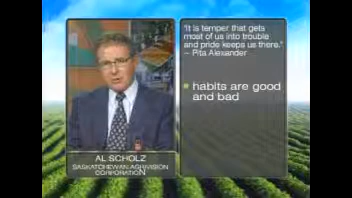 "It is temper that gets
most of us into trouble
and pride keeps us there."
– Pita Alexander
habits are good
and bad
AL SCHOLZ
SASKATCHEWAN AGRIVISION
CORPORATION